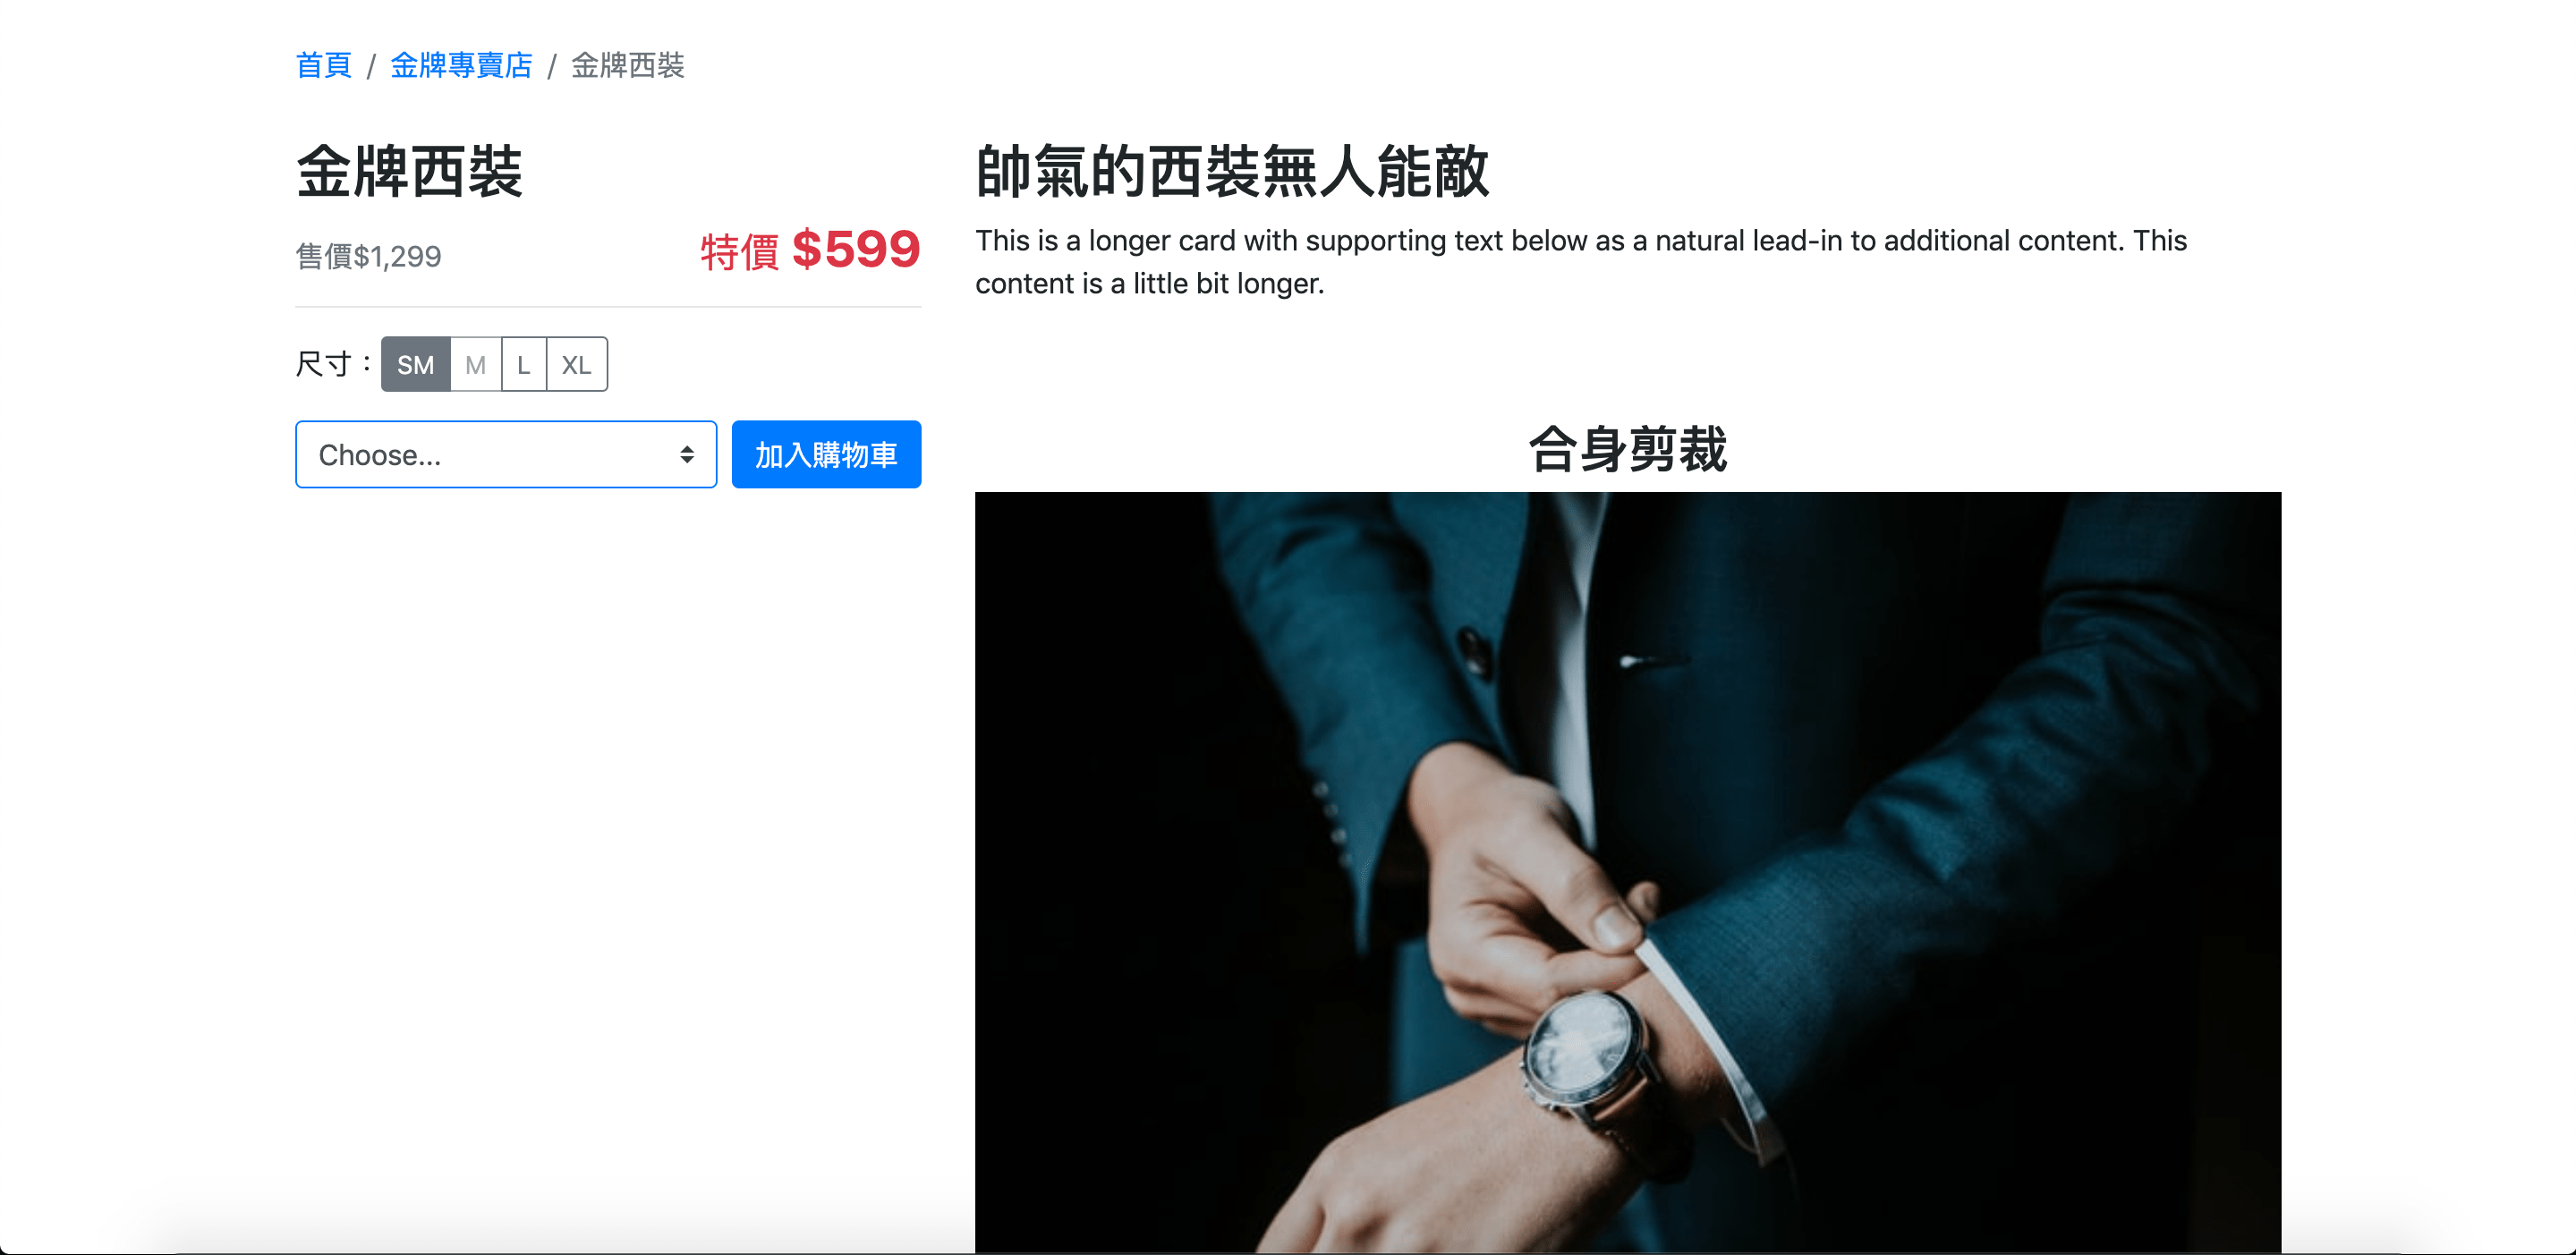 首頁 / 金牌專賣店 / 金牌西裝
金牌西裝
售價$1,299 特價 $599
尺寸：SM M L XL
Choose... 加入購物車
帥氣的西裝無人能敵
This is a longer card with supporting text below as a natural lead-in to additional content. This
content is a little bit longer.
合身剪裁